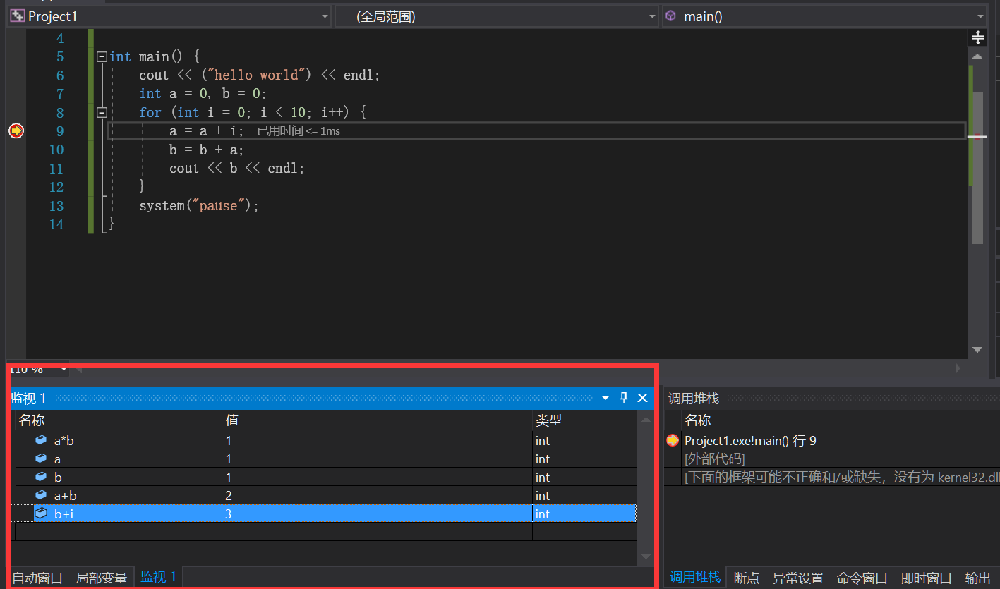 Project1 (全局范围) main()
4
5 int main() {
6 cout << ("hello world") << endl;
7 int a = 0, b = 0;
8 for (int i = 0; i < 10; i++) {
9 a = a + i; 已用时间 <= 1ms
10 b = b + a;
11 cout << b << endl;
12 }
13 system("pause");
14 }
110 %
监视 1
名称 值 类型
a*b 1 int
a 1 int
b 1 int
a+b 2 int
b+i 3 int
自动窗口 局部变量 监视 1
调用堆栈
名称
Project1.exe!main() 行 9
[外部代码]
[下面的框架可能不正确和/或缺失，没有为 kernel32.dll
调用堆栈 断点 异常设置 命令窗口 即时窗口 输出